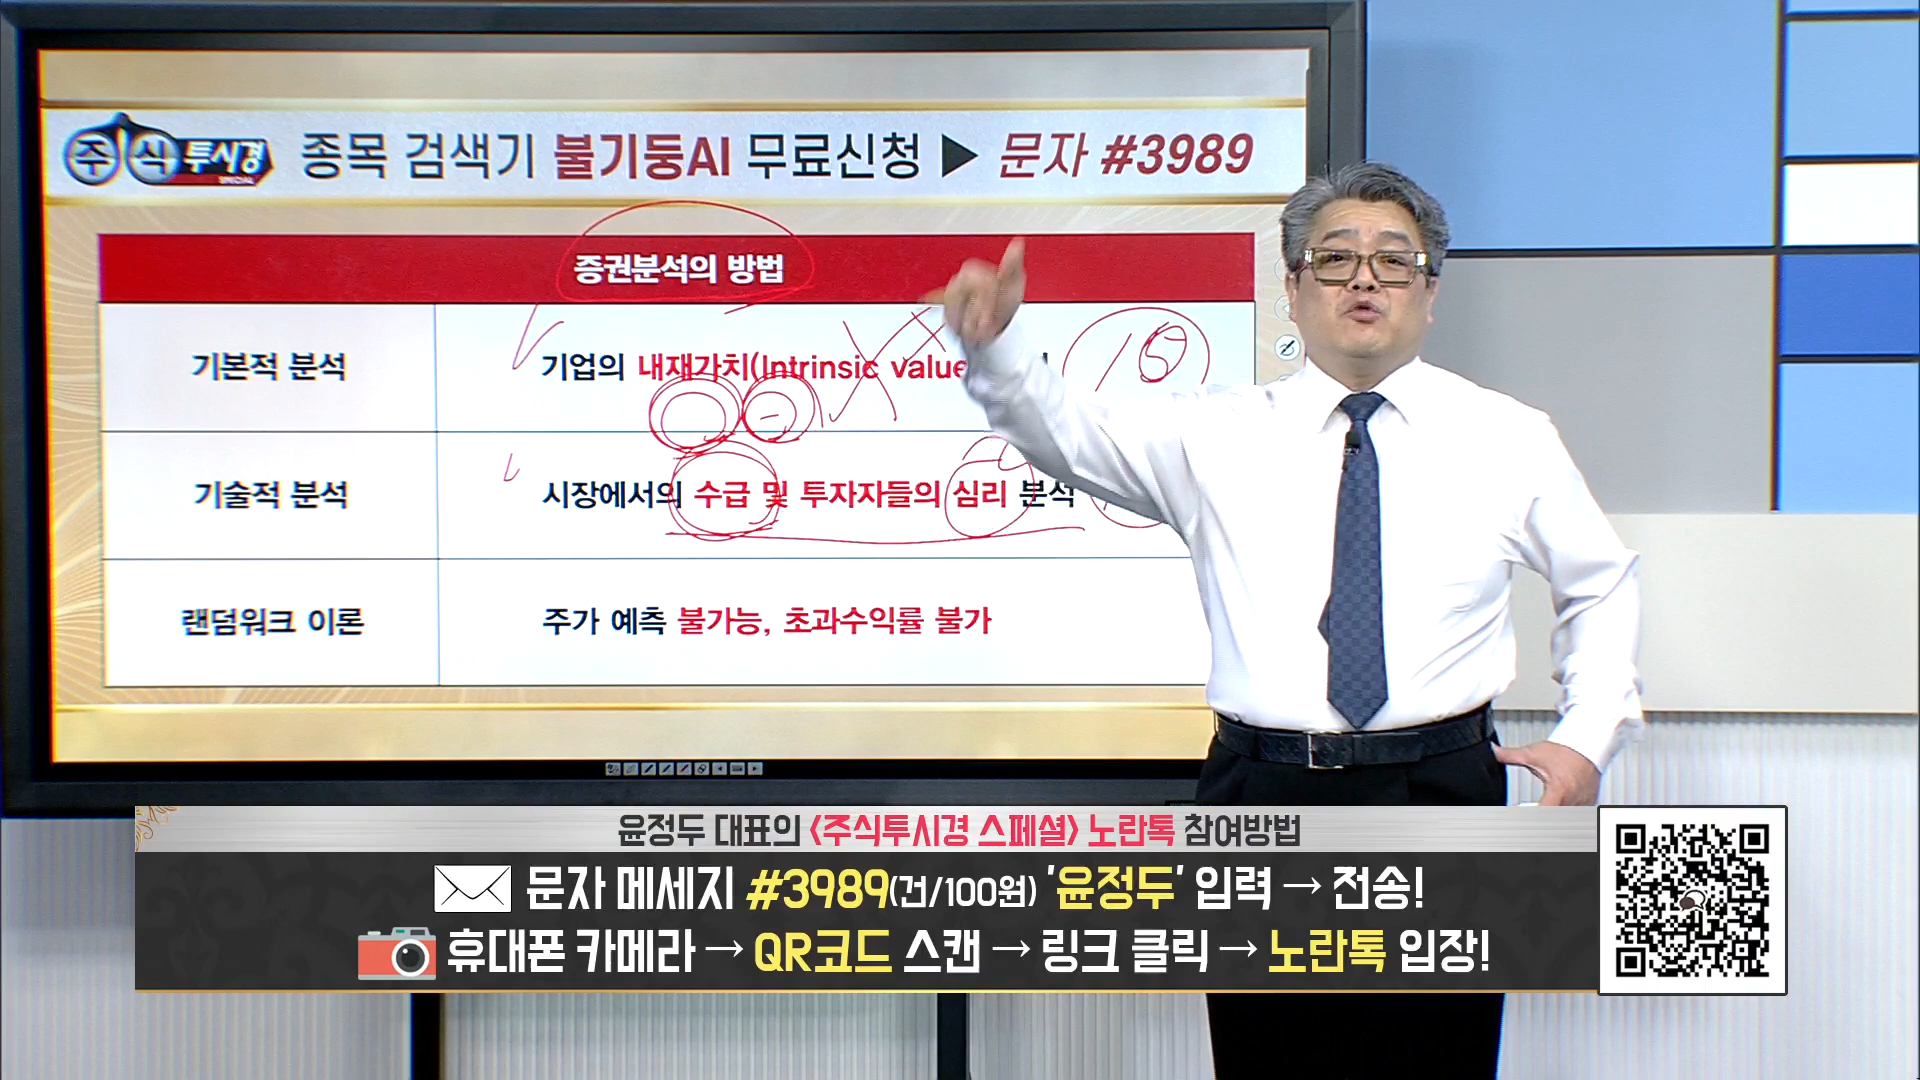 주식투시경 종목 검색기 불기둥AI 무료신청 ▶ 문자 #3989
SPECIAL
증권분석의 방법
기본적 분석 기업의 내재가치(Intrinsic value
15
기술적 분석 시장에서의 수급 및 투자자들의 심리 분석
랜덤워크 이론 주가 예측 불가능, 초과수익률 불가
윤정두 대표의 <주식투시경 스페셜> 노란톡 참여방법
문자 메세지 #3989(건/100원) '윤정두' 입력 → 전송!
휴대폰 카메라 → QR코드 스캔 → 링크 클릭 → 노란톡 입장!